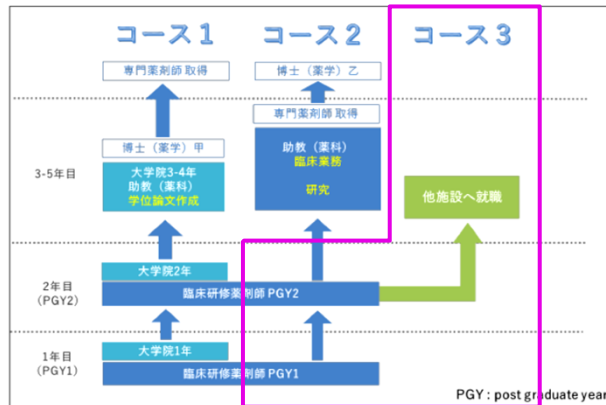 コース1
コース2
コース3
専門薬剤師 取得
博士（薬学）乙
専門薬剤師 取得
博士（薬学）甲
3-5年目
大学院3-4年
助教（薬科）
学位論文作成
助教（薬科）
臨床業務
研究
他施設へ就職
2年目
（PGY2）
大学院2年
臨床研修薬剤師 PGY2
1年目
（PGY1）
大学院1年
臨床研修薬剤師 PGY1
PGY : post graduate year